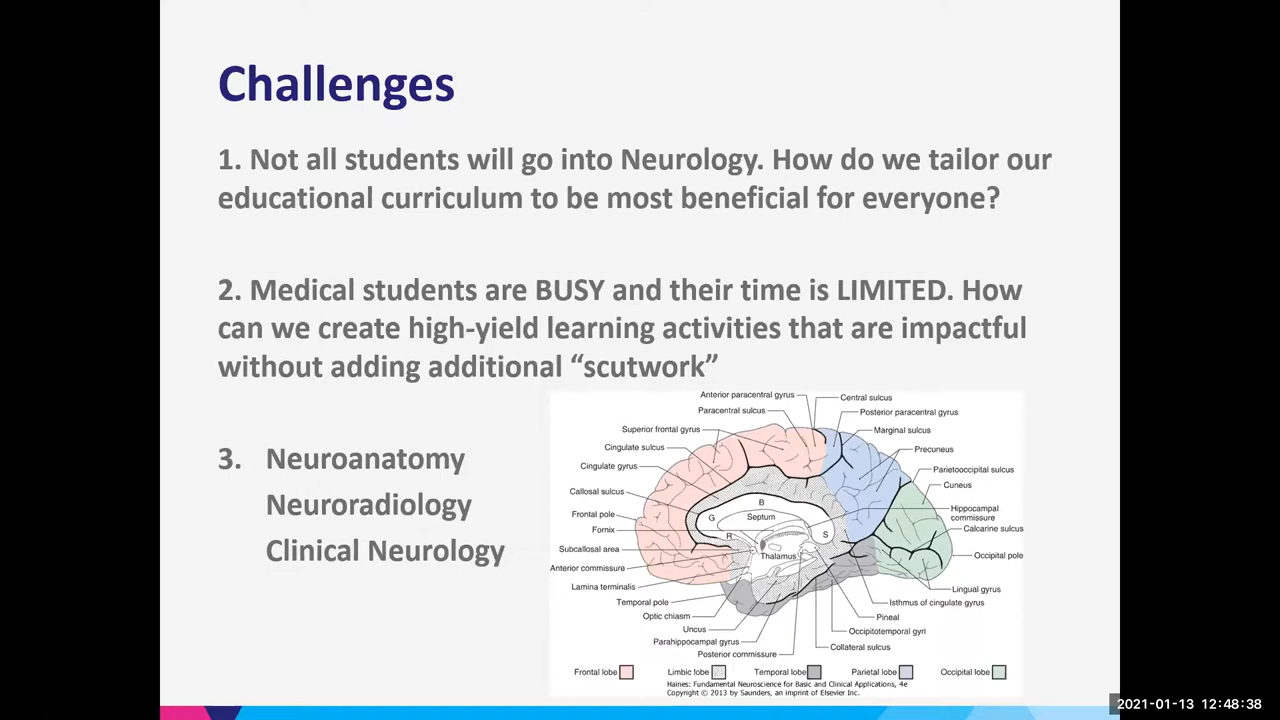 Challenges
1. Not all students will go into Neurology. How do we tailor our
educational curriculum to be most beneficial for everyone?
2. Medical students are BUSY and their time is LIMITED. How
can we create high-yield learning activities that are impactful
without adding additional “scutwork”
3. Neuroanatomy
Neuroradiology
Clinical Neurology
Anterior paracentral gyrus
Paracentral sulcus
Superior frontal gyrus
Cingulate sulcus
Cingulate gyrus
Callosal sulcus
Frontal pole
Fornix
Subcallosal area
Anterior commissure
Lamina terminalis
Temporal pole
Optic chiasm
Uncus
Parahippocampal gyrus
Posterior commissure
Central sulcus
Posterior paracentral gyrus
Marginal sulcus
Precuneus
Parietooccipital sulcus
Cuneus
Hippocampal
commissure
Calcarine sulcus
Occipital pole
Lingual gyrus
Isthmus of cingulate gyrus
Pineal
Occipitotemporal gyri
Collateral sulcus
B
G
Septum
R
S
Thalamus
Frontal lobe
Limbic lobe
Temporal lobe
Parietal lobe
Occipital lobe
Haines: Fundamental Neuroscience for Basic and Clinical Applications, 4e
Copyright © 2013 by Saunders, an imprint of Elsevier Inc.
2021-01-13 12:48:38